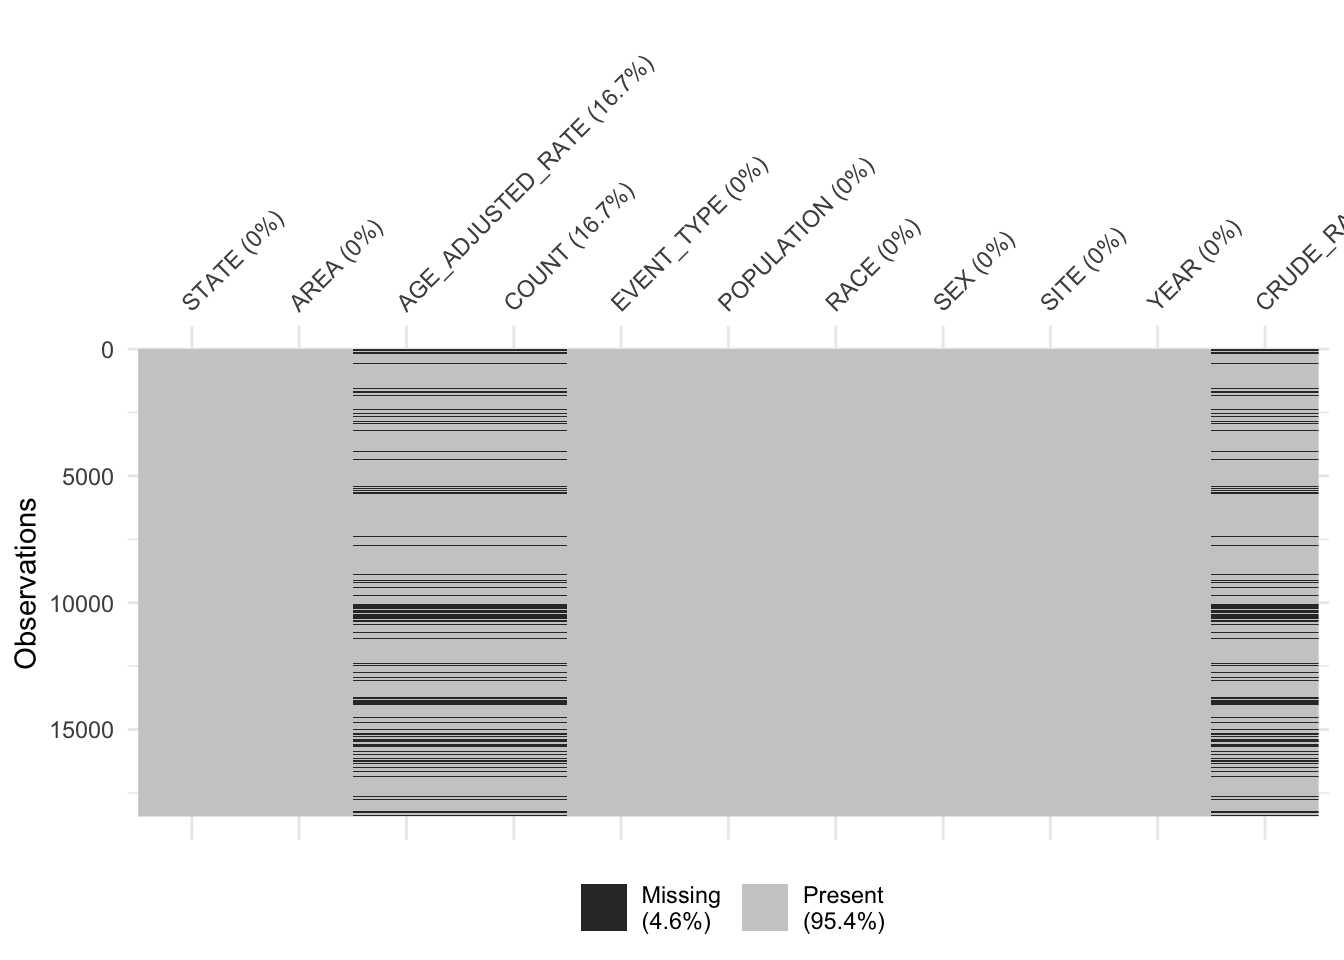 STATE (0%)
AREA (0%)
AGE_ADJUSTED_RATE (16.7%)
COUNT (16.7%)
EVENT_TYPE (0%)
POPULATION (0%)
RACE (0%)
SEX (0%)
SITE (0%)
YEAR (0%)
CRUDE_RA
0
5000
10000
15000
Observations
Missing
(4.6%)
Present
(95.4%)